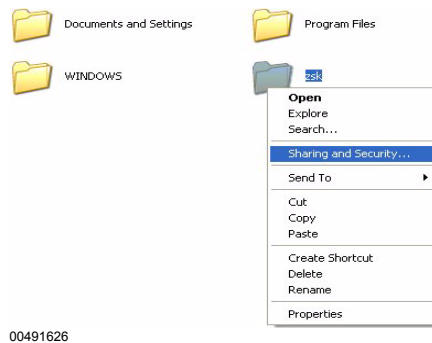 Documents and Settings
Program Files
WINDOWS
zsk
Open
Explore
Search...
Sharing and Security...
Send To
Cut
Copy
Paste
Create Shortcut
Delete
Rename
Properties
00491626